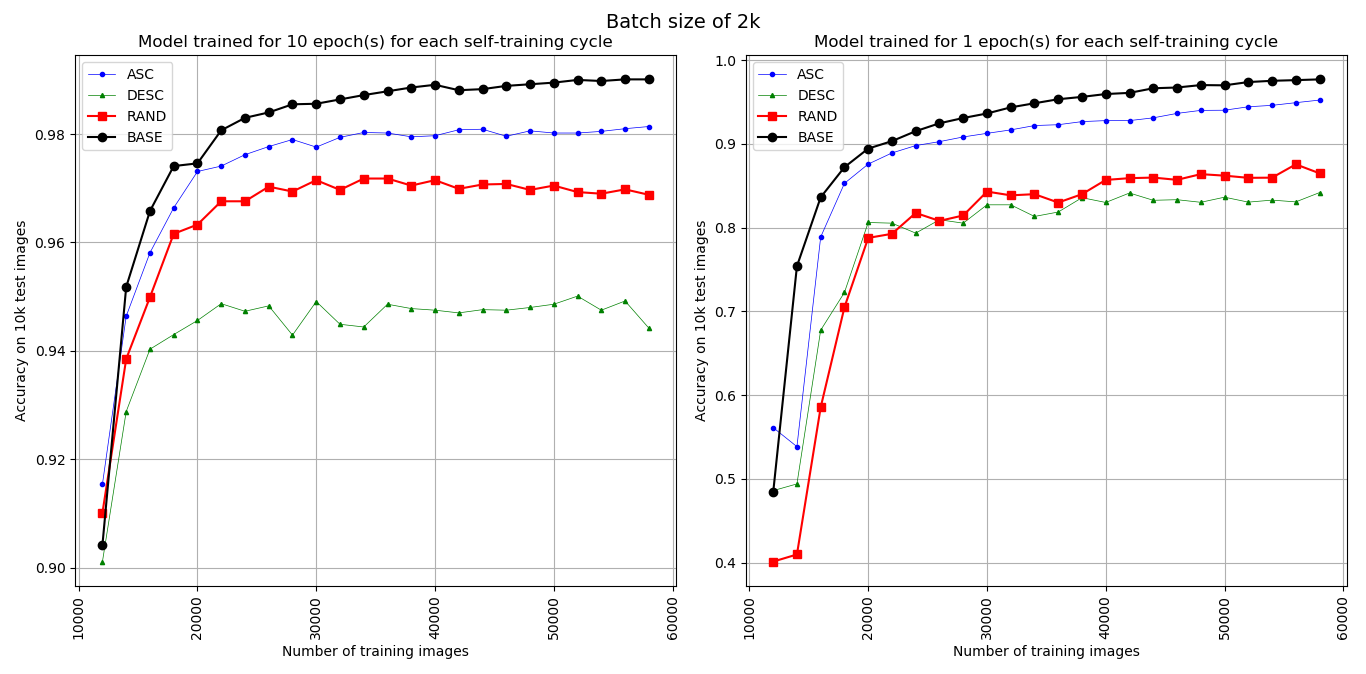 Batch size of 2k
Model trained for 10 epoch(s) for each self-training cycle
ASC
DESC
RAND
BASE
0.98
0.96
0.94
0.92
0.90
Accuracy on 10k test images
10000
20000
30000
40000
50000
60000
Number of training images
Model trained for 1 epoch(s) for each self-training cycle
ASC
DESC
RAND
BASE
1.0
0.9
0.8
0.7
0.6
0.5
0.4
Accuracy on 10k test images
10000
20000
30000
40000
50000
60000
Number of training images